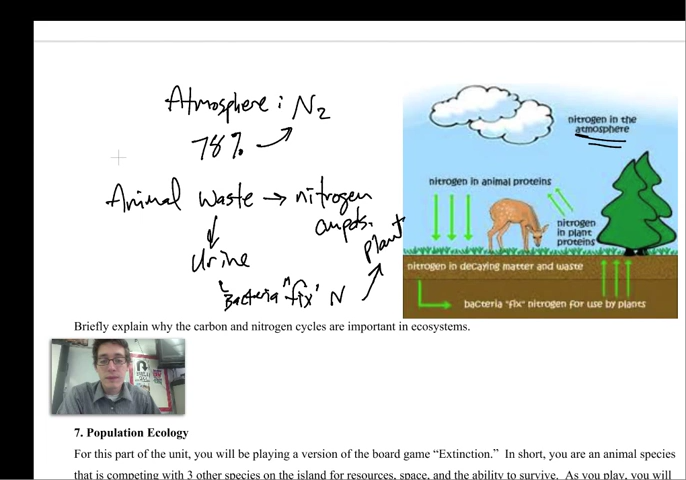 Atmosphere: N2
78%
Animal waste → nitrogen
cmpds.
Urine
Bacteria "fix" N
plant
nitrogen in the
atmosphere
nitrogen in animal proteins
nitrogen
in plant
proteins
nitrogen in decaying matter and waste
bacteria "fix" nitrogen for use by plants
Briefly explain why the carbon and nitrogen cycles are important in ecosystems.
7. Population Ecology
For this part of the unit, you will be playing a version of the board game “Extinction.” In short, you are an animal species
that is competing with 3 other species on the island for resources, space, and the ability to survive. As you play, you will